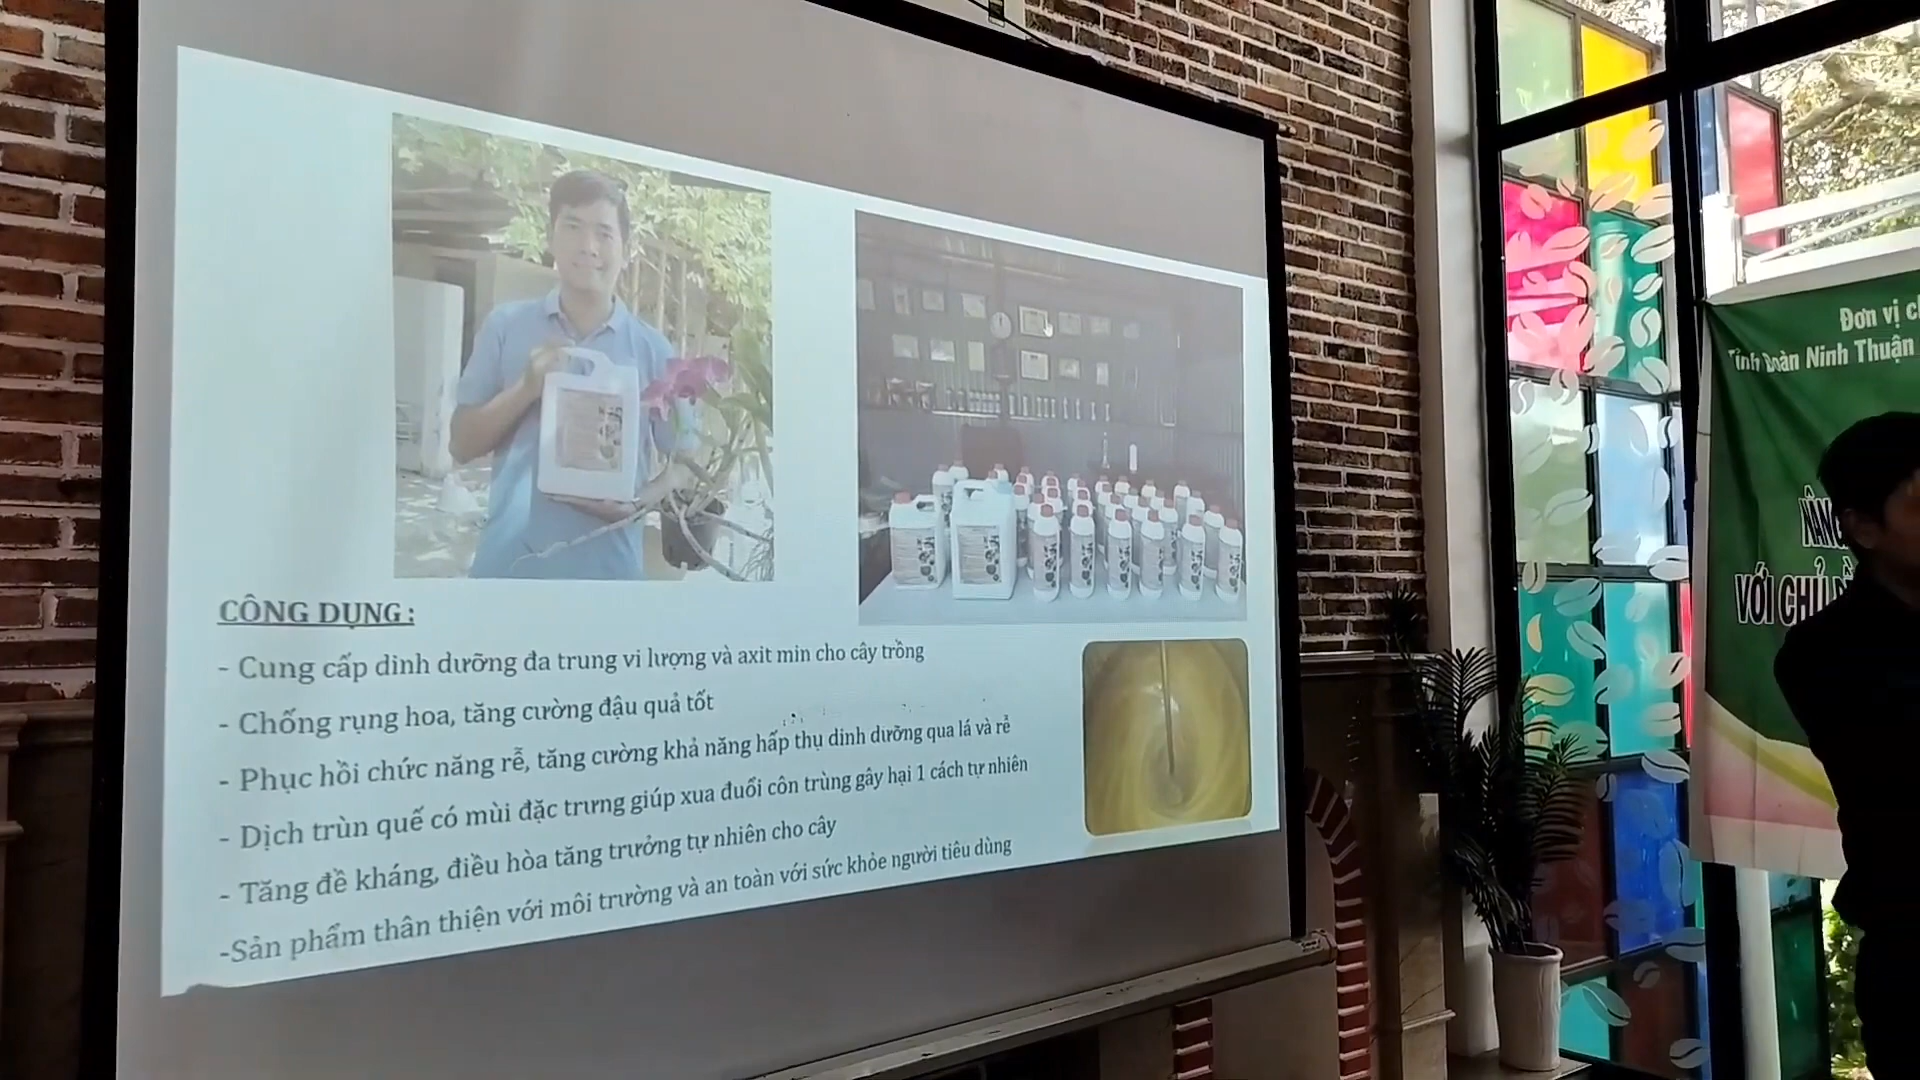 CÔNG DỤNG :
- Cung cấp dinh dưỡng đa trung vi lượng và axit min cho cây trồng
- Chống rụng hoa, tăng cường đậu quả tốt
- Phục hồi chức năng rễ, tăng cường khả năng hấp thụ dinh dưỡng qua lá và rễ
- Dịch trùn quế có mùi đặc trưng giúp xua đuổi côn trùng gây hại 1 cách tự nhiên
- Tăng đề kháng, điều hòa tăng trưởng tự nhiên cho cây
-Sản phẩm thân thiện với môi trường và an toàn với sức khỏe người tiêu dùng
Đơn vị
Tỉnh Đoàn Ninh Thuận
VỚI CHỦ